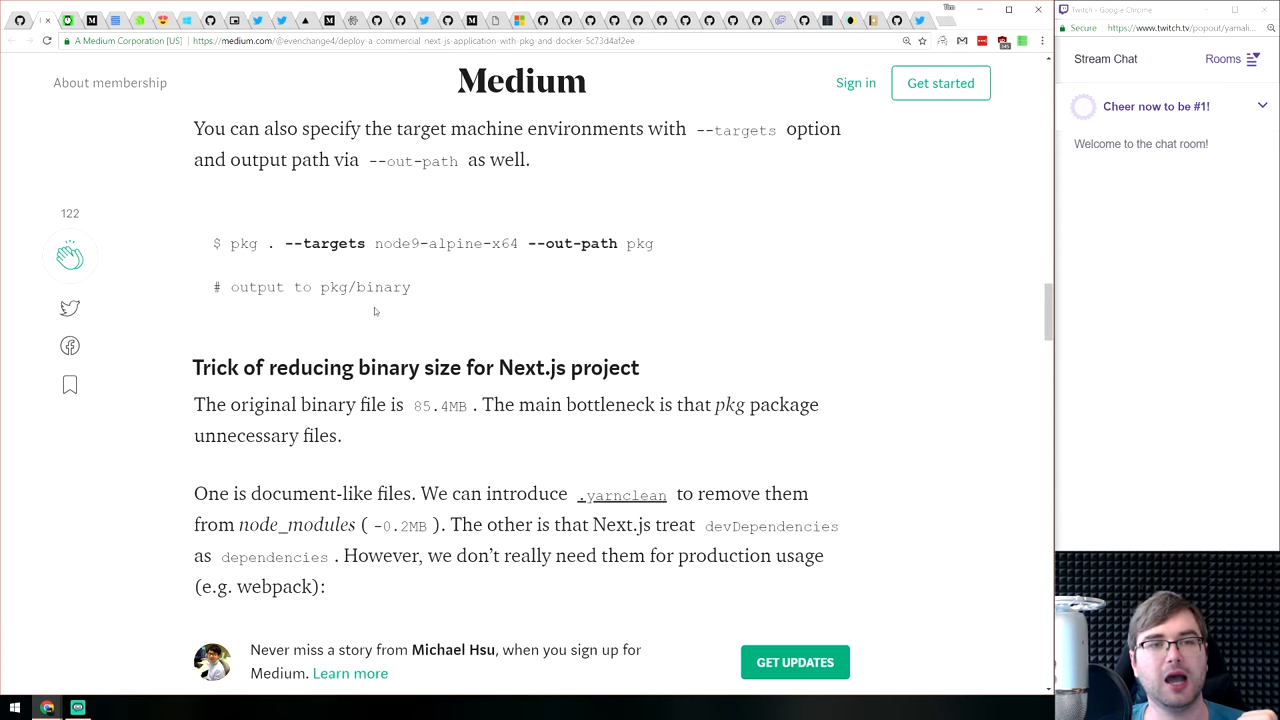 A Medium Corporation [US]
https://medium.com/@evenchange4/deploy-a-commercial-next-js-application-with-pkg-and-docker-5c73d4af2ee
Twitch - Google Chrome
Secure
https://www.twitch.tv/popout/yamali...
About membership
Medium
Sign in
Get started
You can also specify the target machine environments with --targets option
and output path via --out-path as well.
122
$ pkg . --targets node9-alpine-x64 --out-path pkg
# output to pkg/binary
Trick of reducing binary size for Next.js project
The original binary file is 85.4MB . The main bottleneck is that pkg package
unnecessary files.
One is document-like files. We can introduce .yarnclean to remove them
from node_modules ( -0.2MB ). The other is that Next.js treat devDependencies
as dependencies . However, we don’t really need them for production usage
(e.g. webpack):
Never miss a story from Michael Hsu, when you sign up for
Medium. Learn more
GET UPDATES
Stream Chat
Rooms
Cheer now to be #1!
Welcome to the chat room!